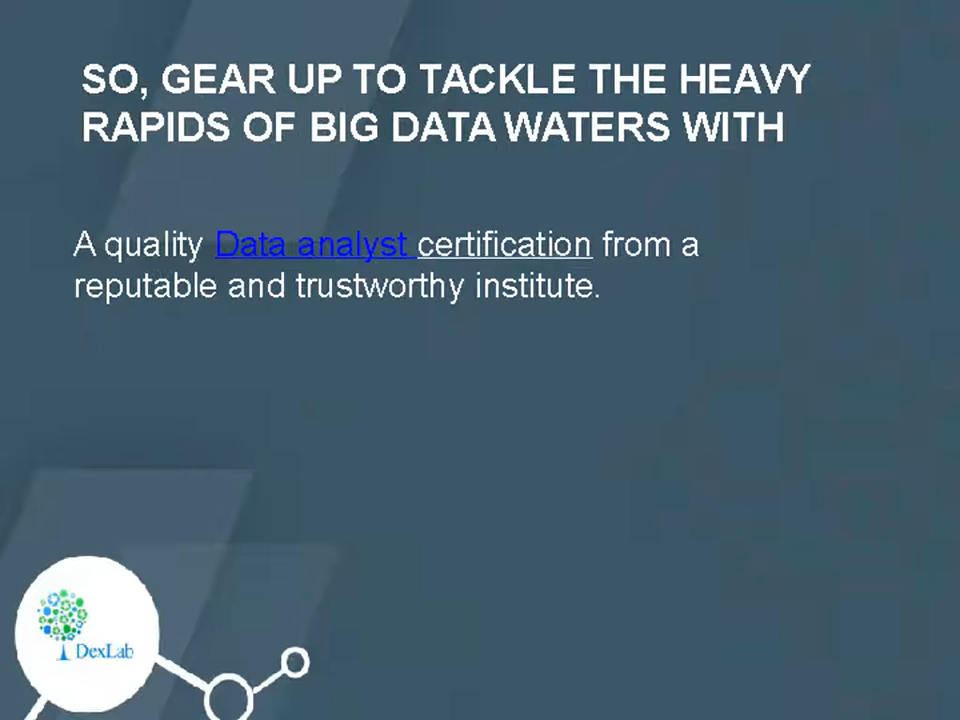 SO, GEAR UP TO TACKLE THE HEAVY
RAPIDS OF BIG DATA WATERS WITH
A quality Data analyst certification from a
reputable and trustworthy institute.
DexLab